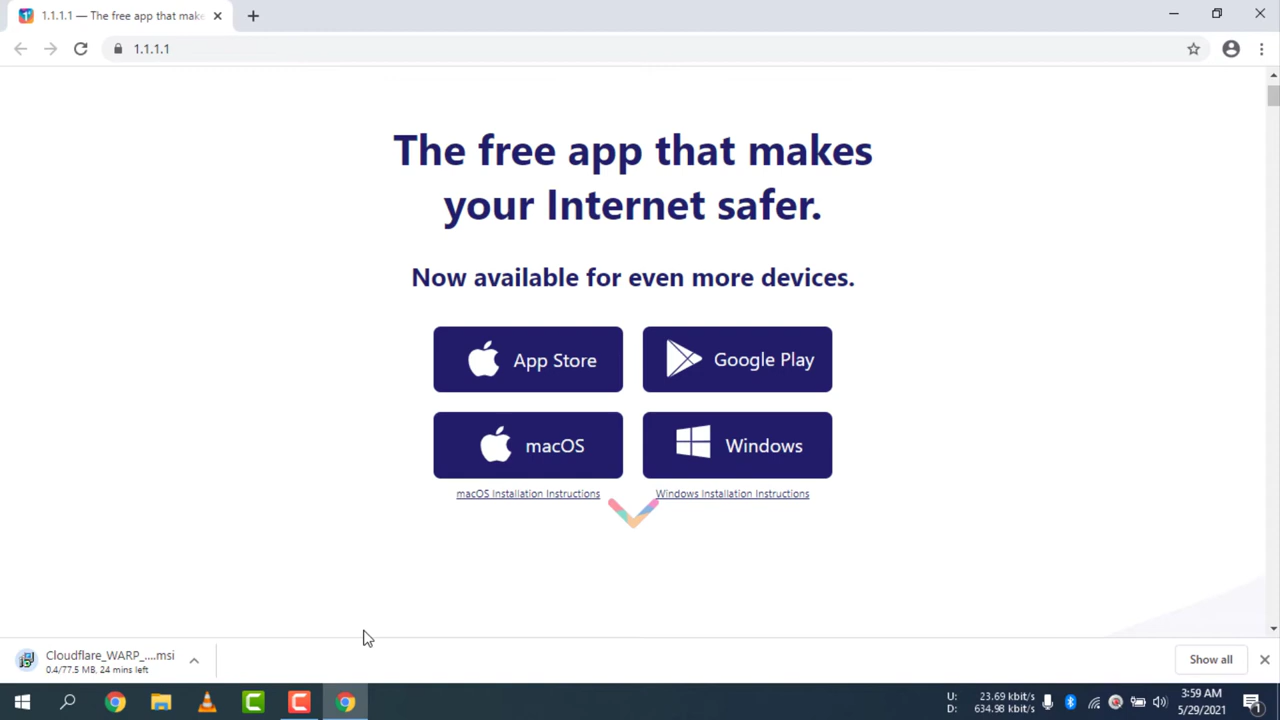 1.1.1.1 — The free app that make
1.1.1.1
The free app that makes
your Internet safer.
Now available for even more devices.
App Store
Google Play
macOS
Windows
macOS Installation Instructions
Windows Installation Instructions
Cloudflare_WARP_....msi
0.4/77.5 MB, 24 mins left
Show all
U: 23.69 kbit/s
D: 634.98 kbit/s
3:59 AM
5/29/2021
1